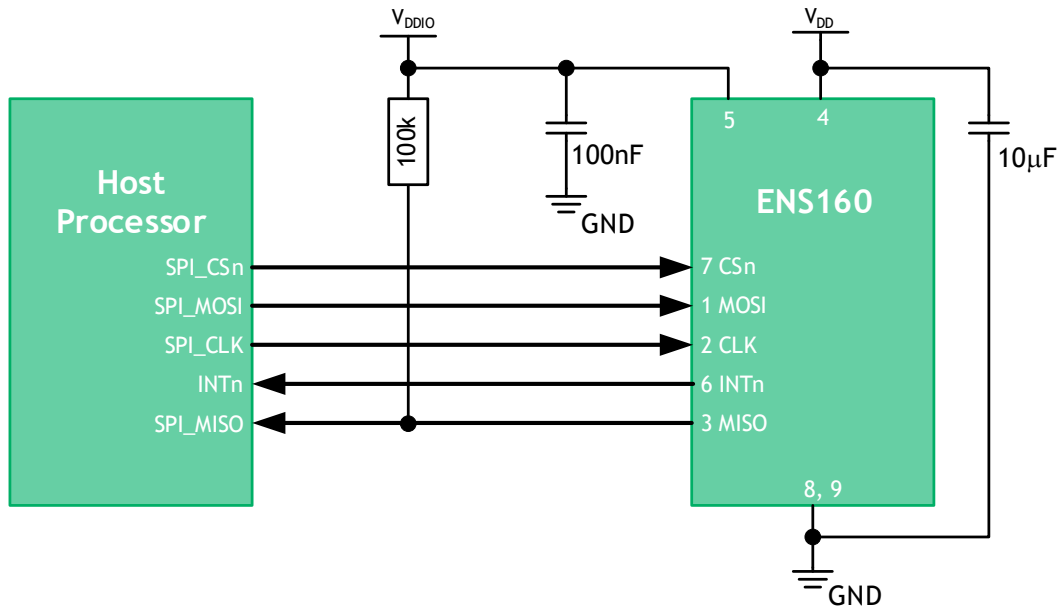 VDDIO
VDD
100k
100nF
GND
10μF
5
4
Host
Processor
ENS160
SPI_CSn
7 CSn
SPI_MOSI
1 MOSI
SPI_CLK
2 CLK
INTn
6 INTn
SPI_MISO
3 MISO
8, 9
GND